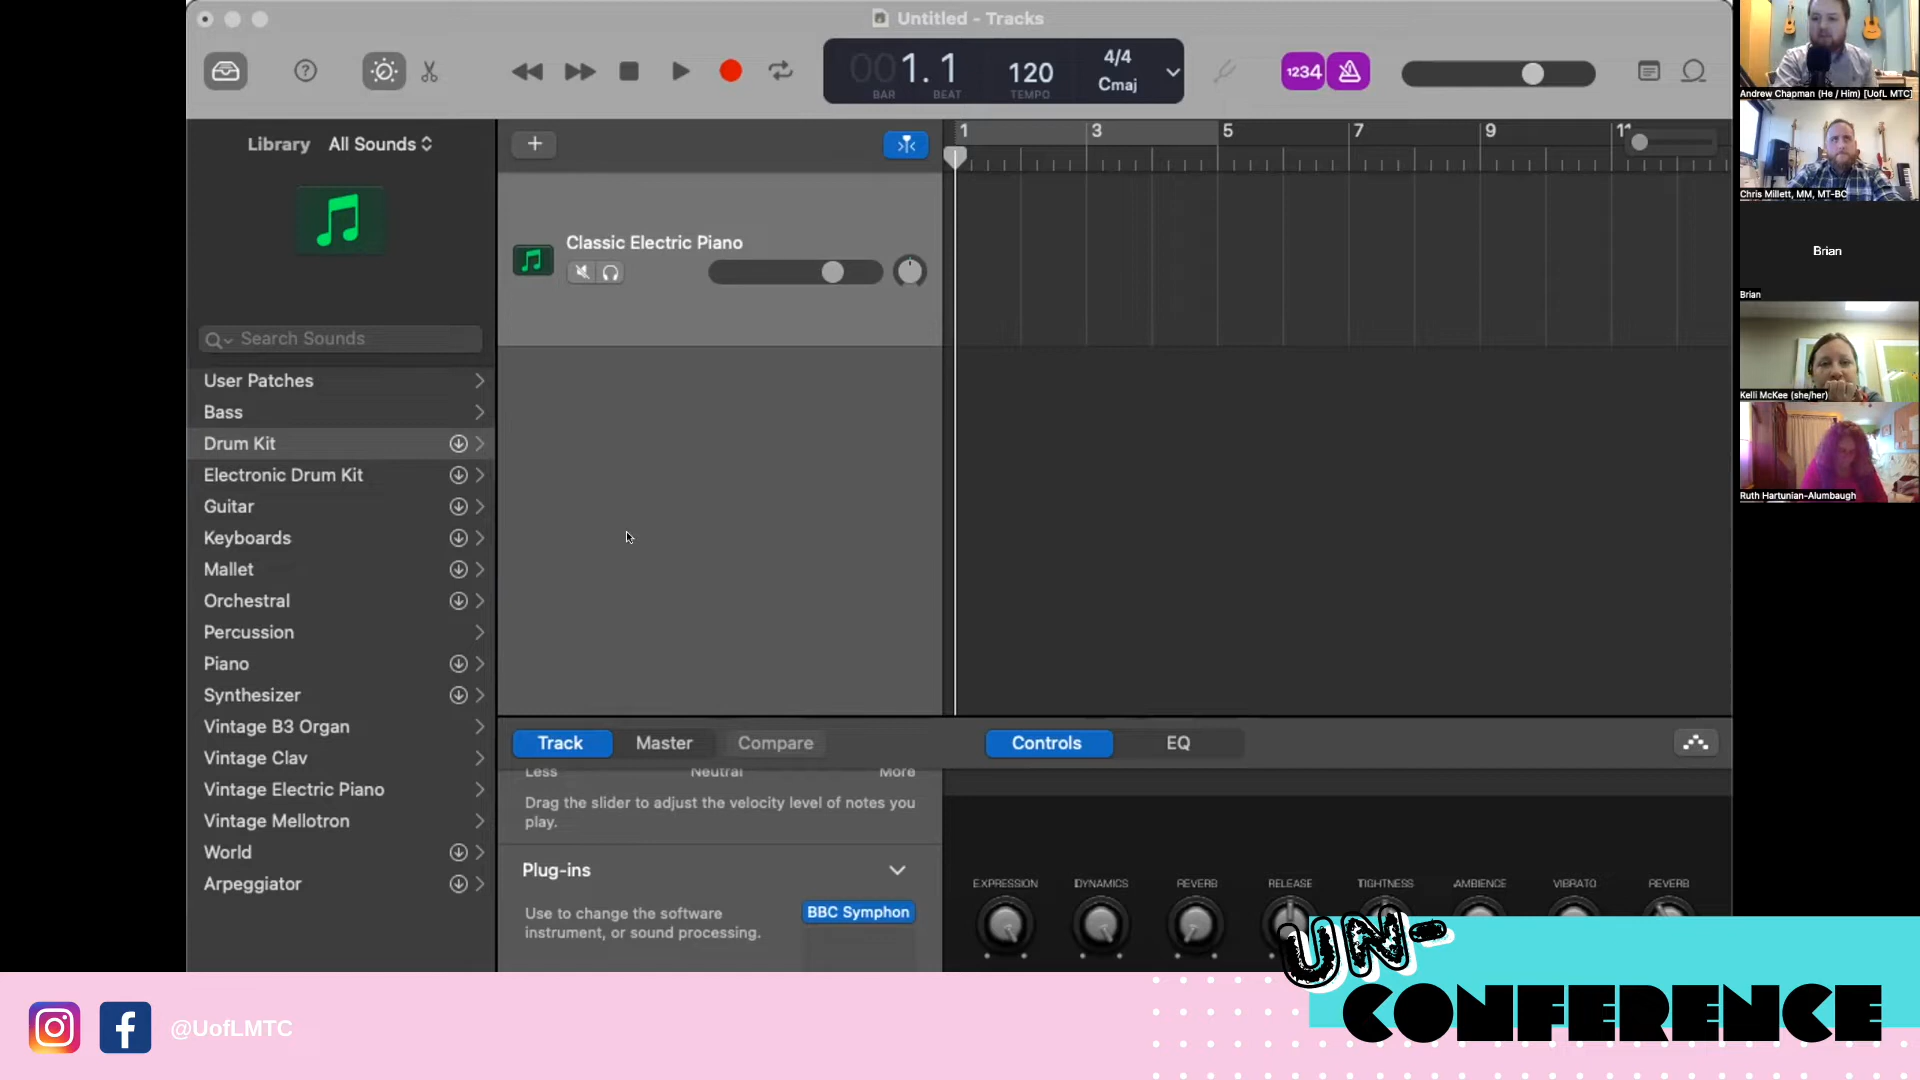 Untitled - Tracks
001. 1
BAR
BEAT
120
TEMPO
4/4
Cmaj
1234
Library
All Sounds
Search Sounds
User Patches
Bass
Drum Kit
Electronic Drum Kit
Guitar
Keyboards
Mallet
Orchestral
Percussion
Piano
Synthesizer
Vintage B3 Organ
Vintage Clav
Vintage Electric Piano
Vintage Mellotron
World
Arpeggiator
1 3 5 7 9 11
Classic Electric Piano
Track
Master
Compare
Controls
EQ
Less
Neutral
More
Drag the slider to adjust the velocity level of notes you
play.
Plug-ins
Use to change the software
instrument, or sound processing.
BBC Symphon
EXPRESSION
DYNAMICS
REVERB
RELEASE
TIGHTNESS
AMBIENCE
VIBRATO
REVERB
Andrew Chapman (He / Him) [UofL MTC]
Chris Millett, MM, MT-BC
Brian
Brian
Kelli McKee (she/her)
Ruth Hartunian-Alumbaugh
@UofLMTC
UN-
CONFERENCE